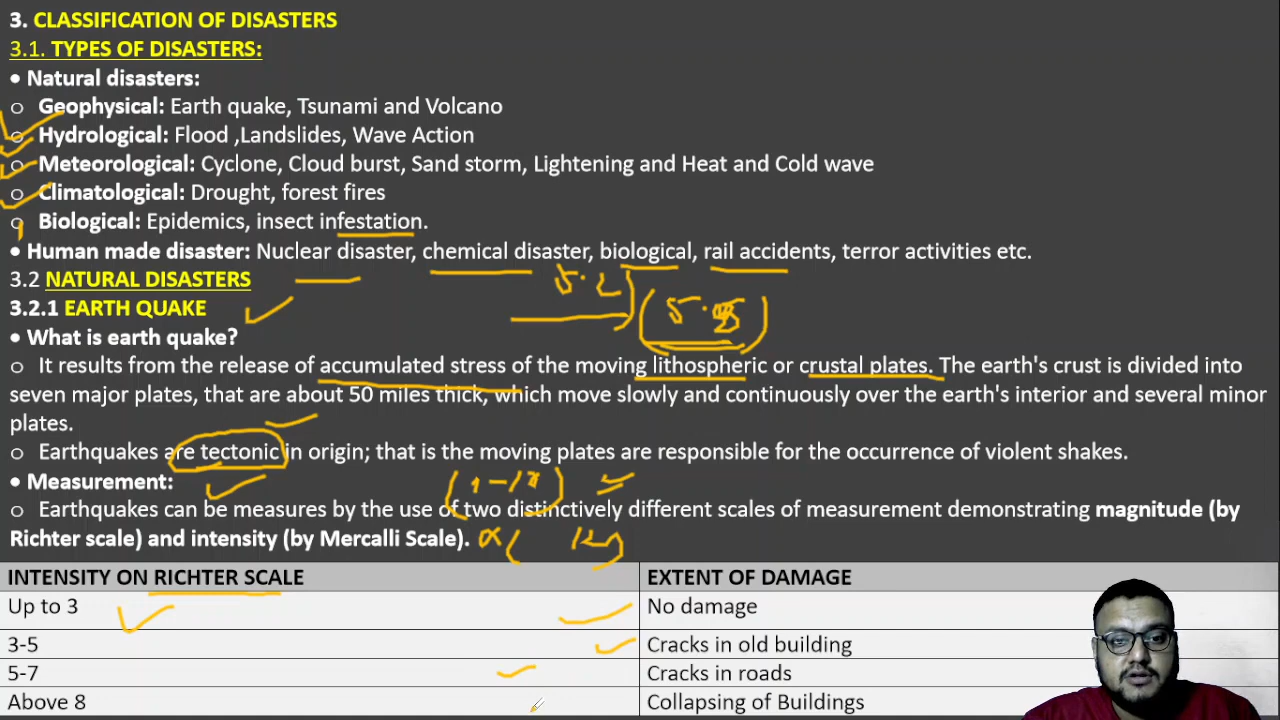 3. CLASSIFICATION OF DISASTERS
3.1. TYPES OF DISASTERS:
• Natural disasters:
o Geophysical: Earth quake, Tsunami and Volcano
o Hydrological: Flood ,Landslides, Wave Action
o Meteorological: Cyclone, Cloud burst, Sand storm, Lightening and Heat and Cold wave
o Climatological: Drought, forest fires
o Biological: Epidemics, insect infestation.
• Human made disaster: Nuclear disaster, chemical disaster, biological, rail accidents, terror activities etc.
3.2 NATURAL DISASTERS
5.2
3.2.1 EARTH QUAKE
• What is earth quake?
o It results from the release of accumulated stress of the moving lithospheric or crustal plates. The earth's crust is divided into
seven major plates, that are about 50 miles thick, which move slowly and continuously over the earth's interior and several minor
plates.
o Earthquakes are tectonic in origin; that is the moving plates are responsible for the occurrence of violent shakes.
• Measurement:
o Earthquakes can be measures by the use of two distinctively different scales of measurement demonstrating magnitude (by
Richter scale) and intensity (by Mercalli Scale).
INTENSITY ON RICHTER SCALE EXTENT OF DAMAGE
Up to 3 No damage
3-5 Cracks in old building
5-7 Cracks in roads
Above 8 Collapsing of Buildings